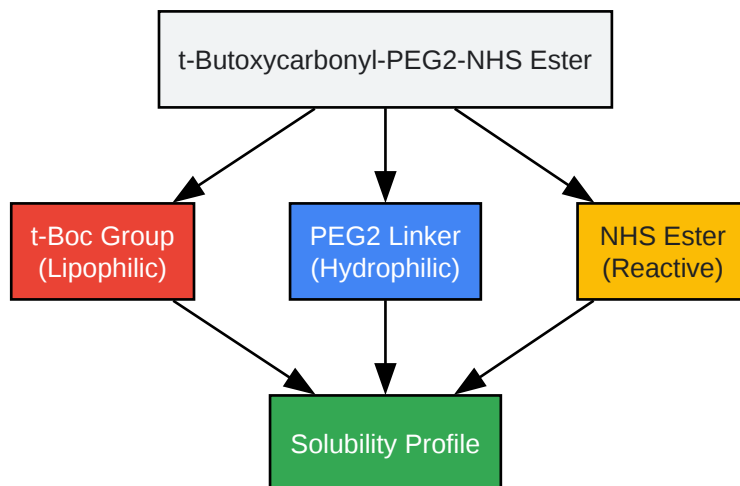 t-Butoxycarbonyl-PEG2-NHS Ester
t-Boc Group
(Lipophilic)
PEG2 Linker
(Hydrophilic)
NHS Ester
(Reactive)
Solubility Profile